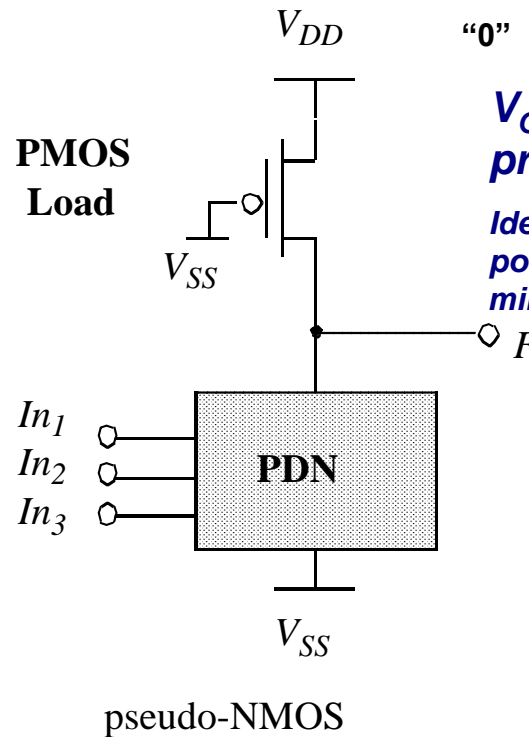 V_DD
“0”
PMOS
Load
V_SS
F
In_1
In_2
In_3
PDN
V_SS
pseudo-NMOS